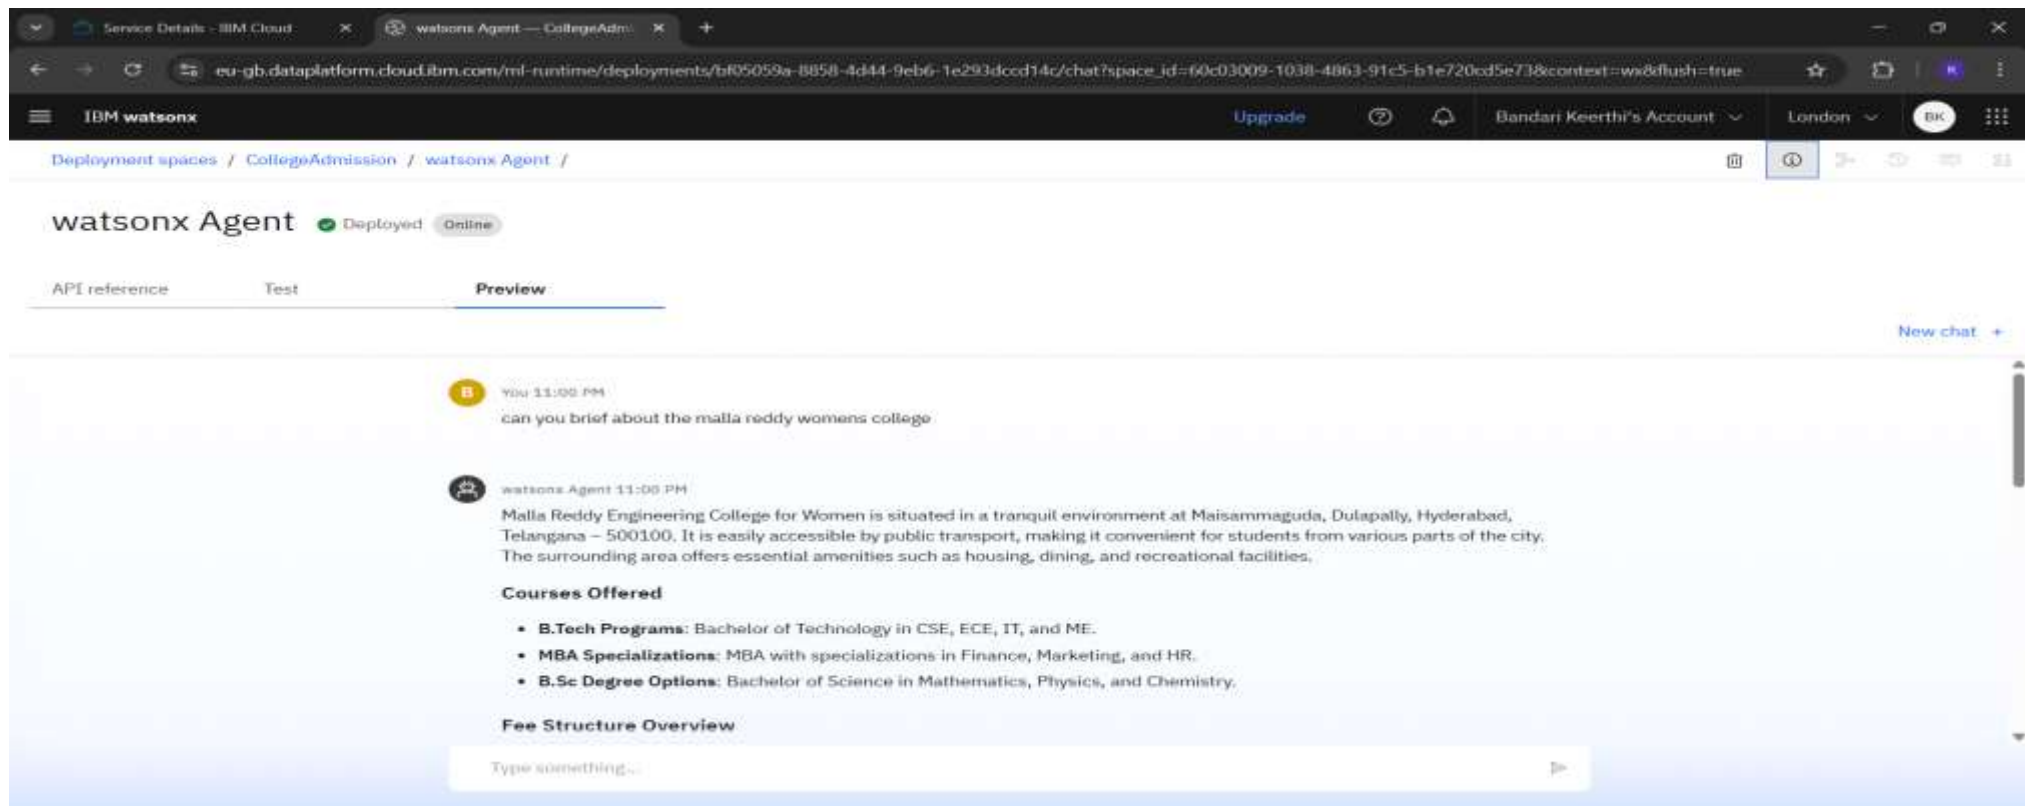 Service Details - IBM Cloud
watsonx Agent — CollegeAdm
eu-gb.dataplatform.cloud.ibm.com/ml-runtime/deployments/bf05059a-8858-4d44-9eb6-1e293dccd14c/chat?space_id=60c03009-1038-4863-91c5-b1e720cd5e73&context=wx&flush=true
IBM watsonx
Upgrade
Bandari Keerthi's Account
London
BK
Deployment spaces / CollegeAdmission / watsonx Agent /
watsonx Agent Deployed Online
API reference Test Preview
New chat +
B
You 11:00 PM
can you brief about the malla reddy womens college
watsonx Agent 11:00 PM
Malla Reddy Engineering College for Women is situated in a tranquil environment at Maisammaguda, Dulapally, Hyderabad,
Telangana – 500100. It is easily accessible by public transport, making it convenient for students from various parts of the city.
The surrounding area offers essential amenities such as housing, dining, and recreational facilities.
Courses Offered
• B.Tech Programs: Bachelor of Technology in CSE, ECE, IT, and ME.
• MBA Specializations: MBA with specializations in Finance, Marketing, and HR.
• B.Sc Degree Options: Bachelor of Science in Mathematics, Physics, and Chemistry.
Fee Structure Overview
Type something...